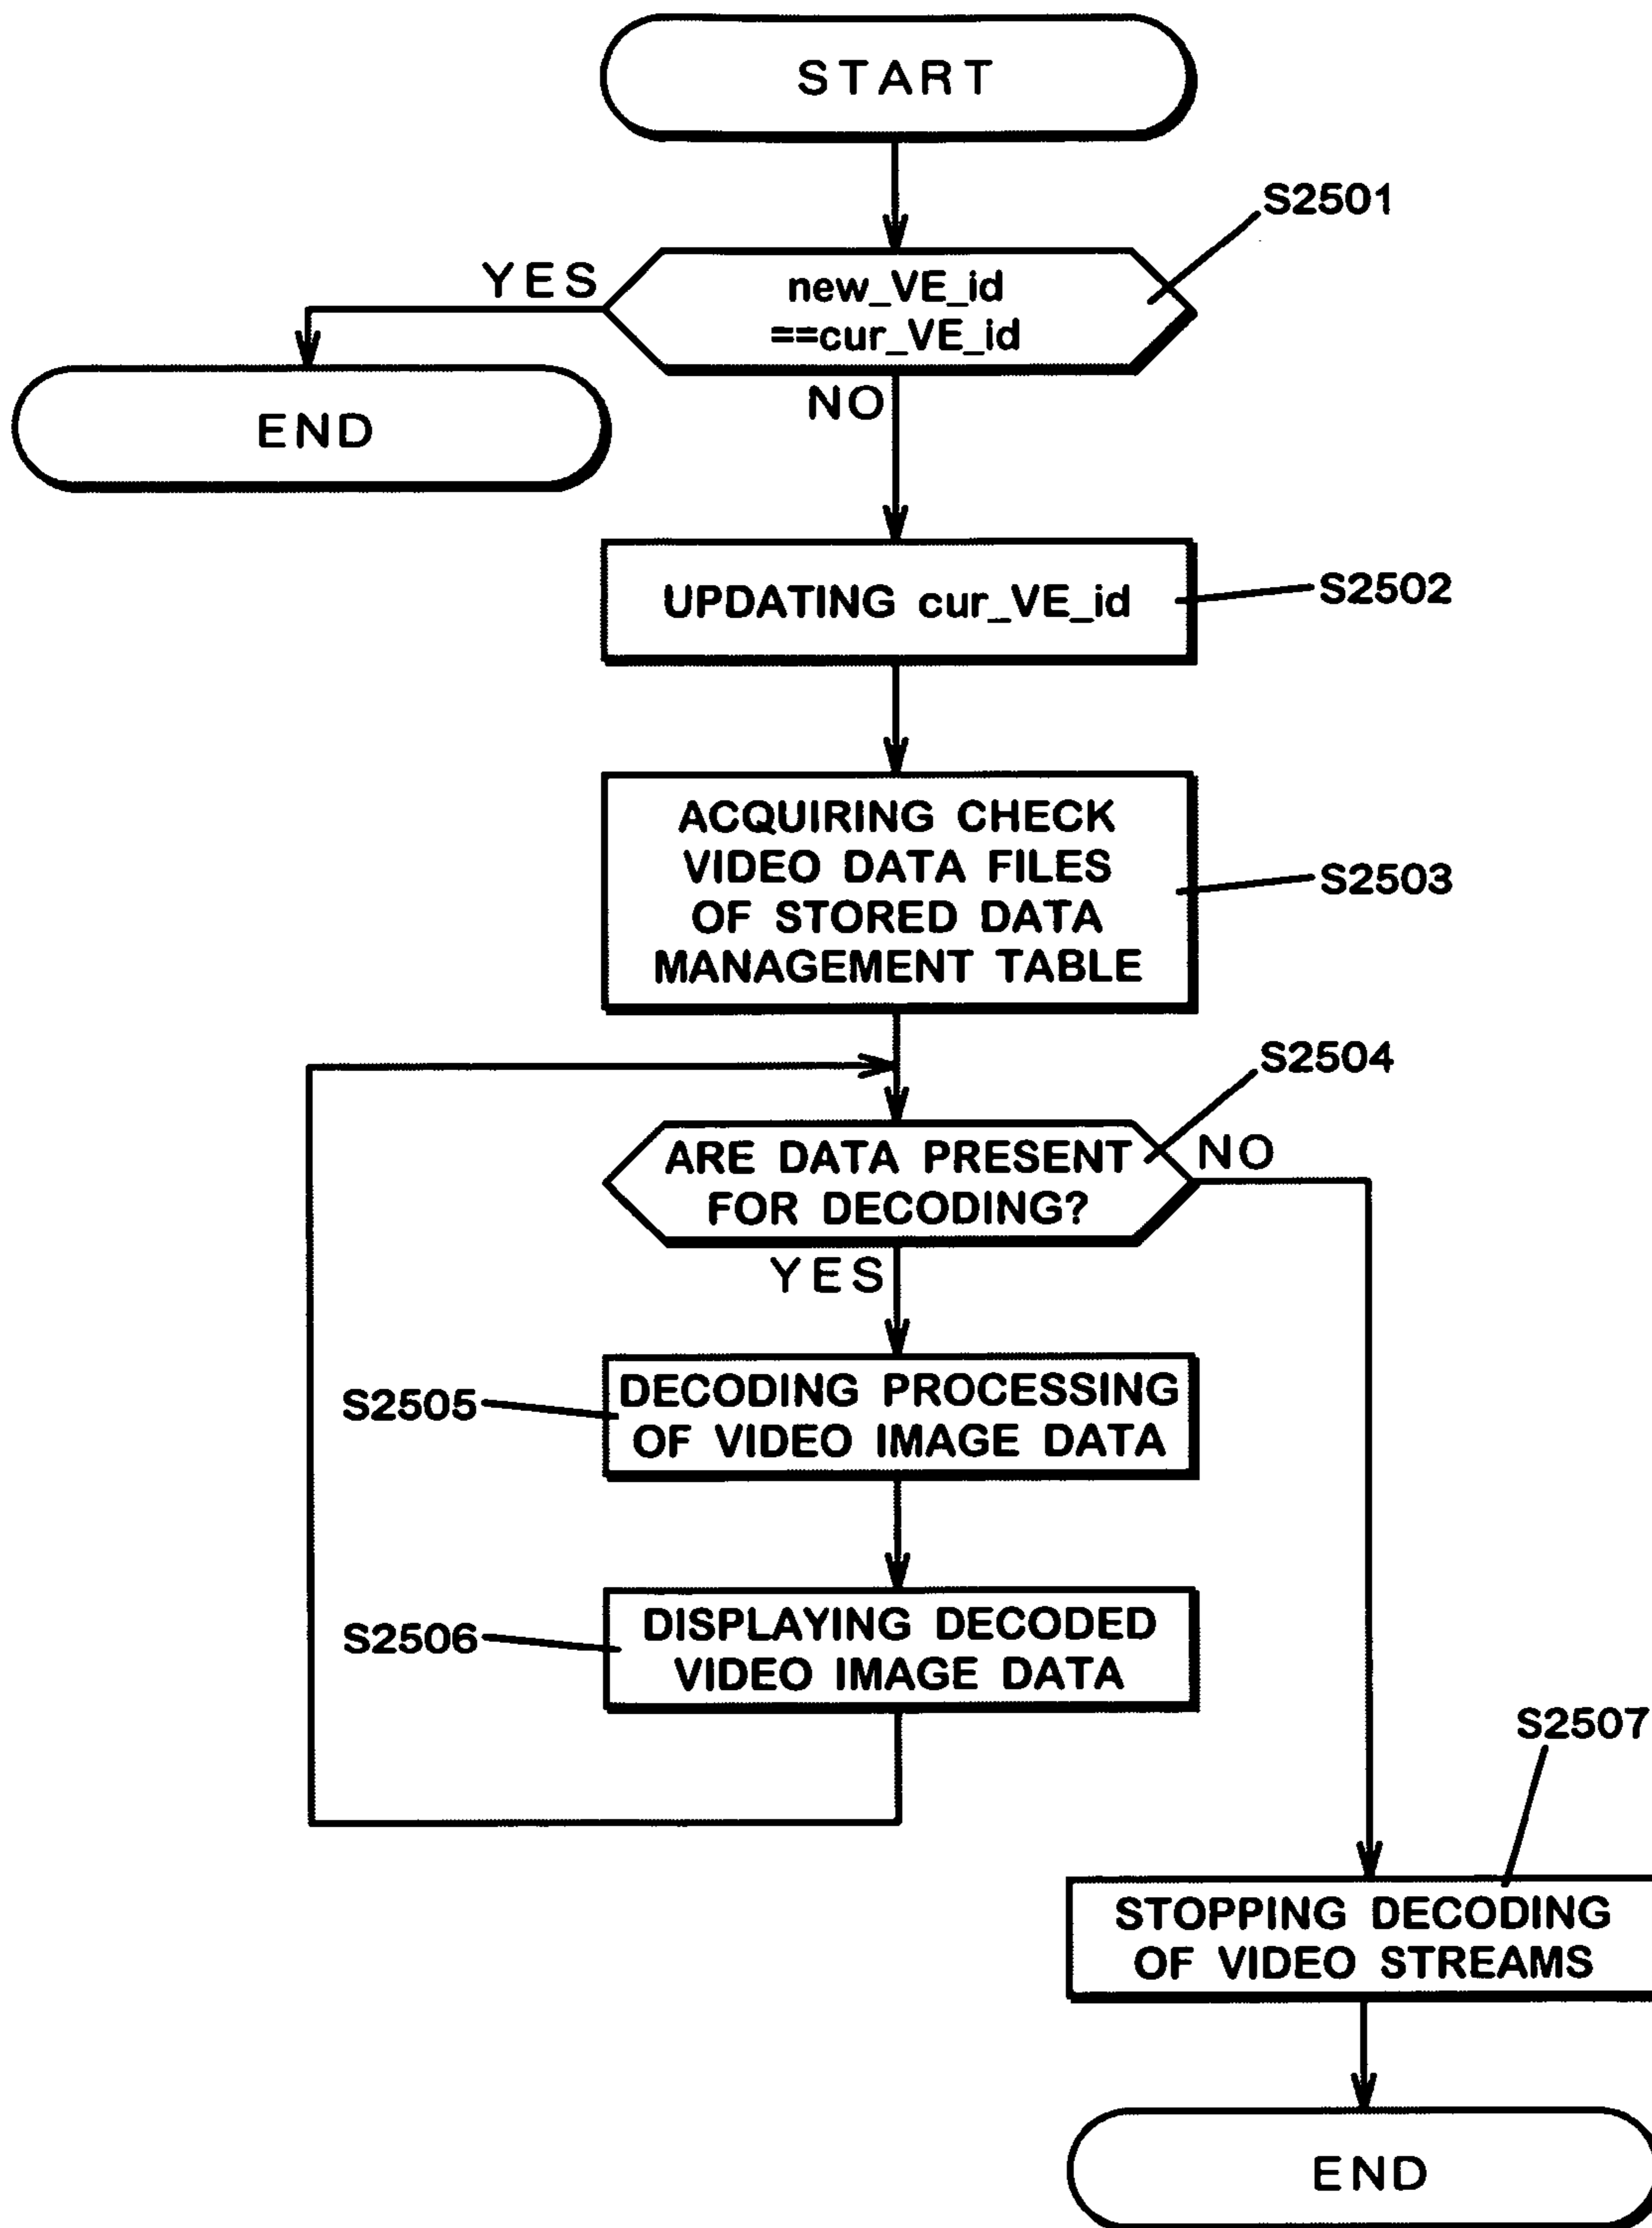 START
S2501
YES
new_VE_id
==cur_VE_id
END
NO
UPDATING cur_VE_id
S2502
ACQUIRING CHECK
VIDEO DATA FILES
OF STORED DATA
MANAGEMENT TABLE
S2503
S2504
ARE DATA PRESENT
FOR DECODING?
NO
YES
S2505
DECODING PROCESSING
OF VIDEO IMAGE DATA
S2506
DISPLAYING DECODED
VIDEO IMAGE DATA
S2507
STOPPING DECODING
OF VIDEO STREAMS
END